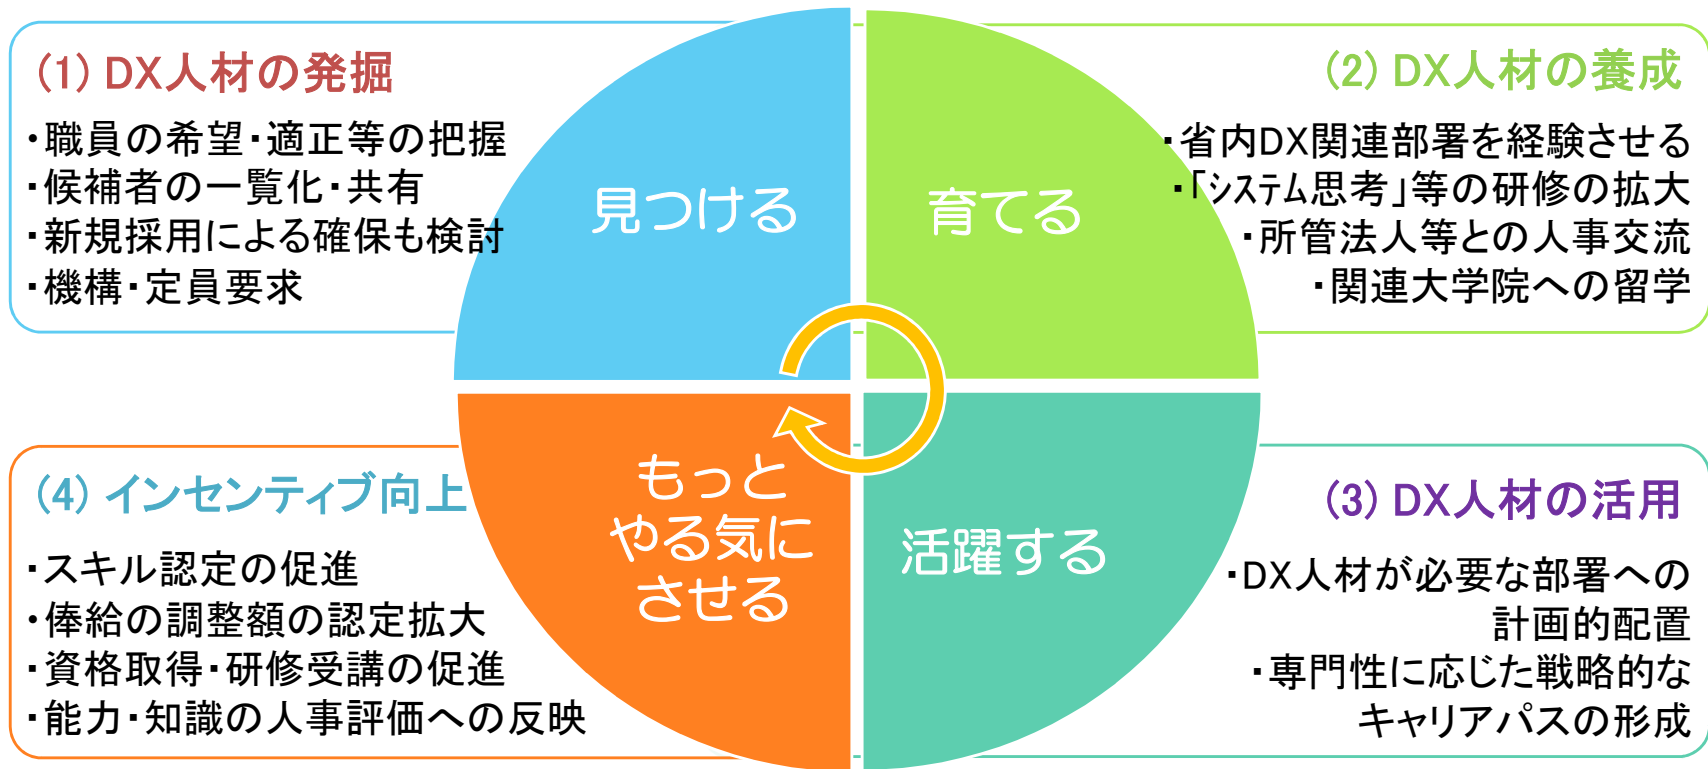 (1) DX人材の発掘
・職員の希望・適正等の把握
・候補者の一覧化・共有
・新規採用による確保も検討
・機構・定員要求
見つける
(2) DX人材の養成
・省内DX関連部署を経験させる
・「システム思考」等の研修の拡大
・所管法人等との人事交流
・関連大学院への留学
育てる
(3) DX人材の活用
・DX人材が必要な部署への
計画的配置
・専門性に応じた戦略的な
キャリアパスの形成
活躍する
(4) インセンティブ向上
・スキル認定の促進
・俸給の調整額の認定拡大
・資格取得・研修受講の促進
・能力・知識の人事評価への反映
もっと
やる気に
させる